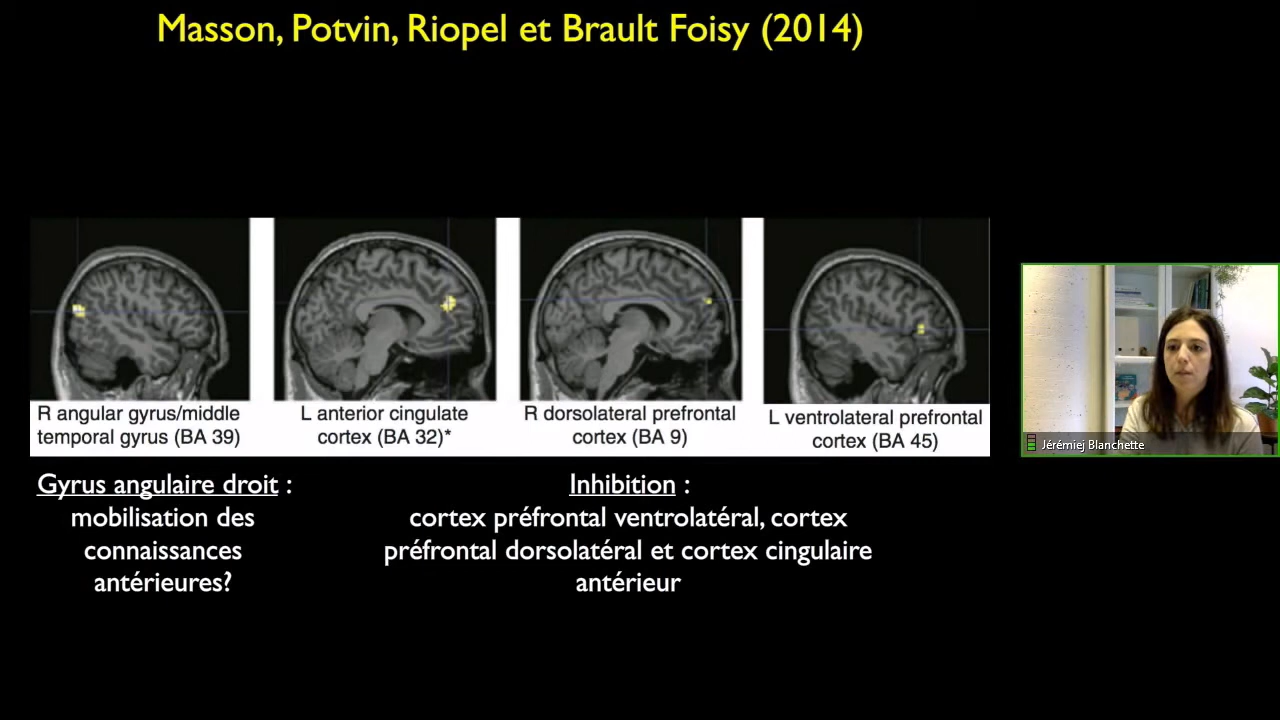 Masson, Potvin, Riopel et Brault Foisy (2014)
R angular gyrus/middle
temporal gyrus (BA 39)
L anterior cingulate
cortex (BA 32)*
R dorsolateral prefrontal
cortex (BA 9)
L ventrolateral prefrontal
cortex (BA 45)
Jérémiej Blanchette
Gyrus angulaire droit :
mobilisation des
connaissances
antérieures?
Inhibition :
cortex préfrontal ventrolatéral, cortex
préfrontal dorsolatéral et cortex cingulaire
antérieur